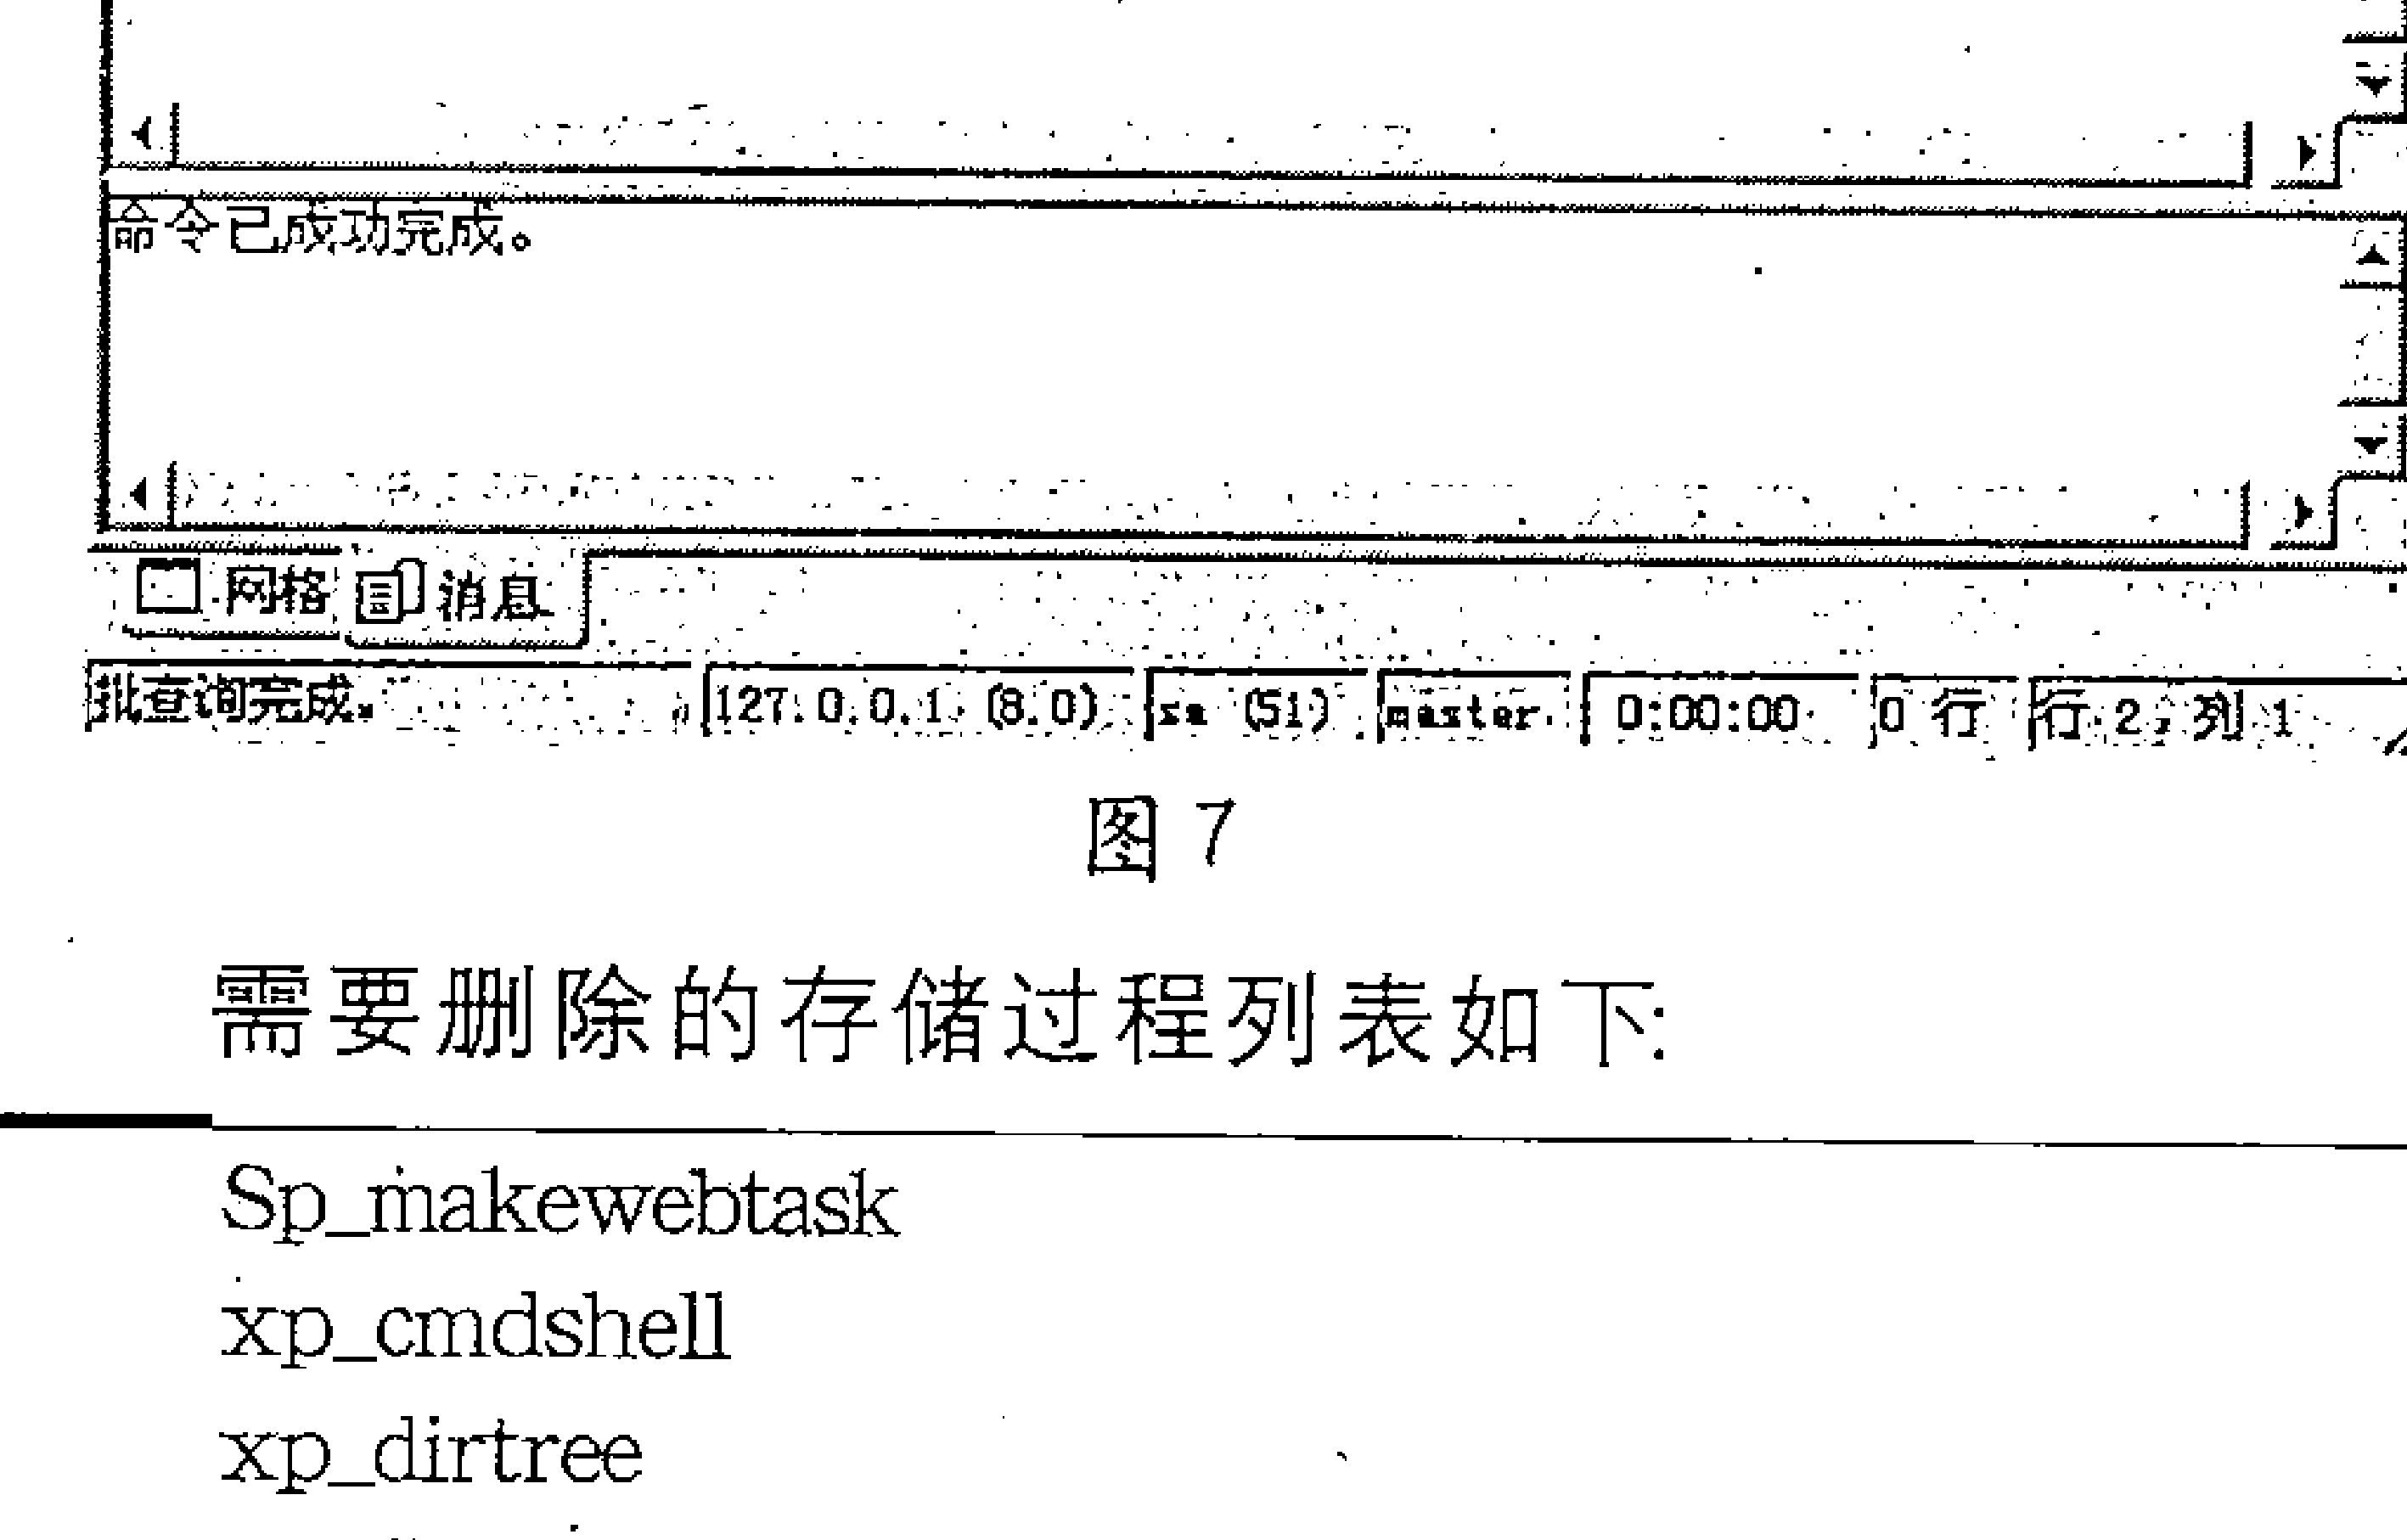 命令已成功完成。
网格 消息
批查询完成。 127.0.0.1 (8.0) sa (51) master 0:00:00 0 行 行 2, 列 1
图 7
需要删除的存储过程列表如下:
Sp_makewebtask
xp_cmdshell
xp_dirtree